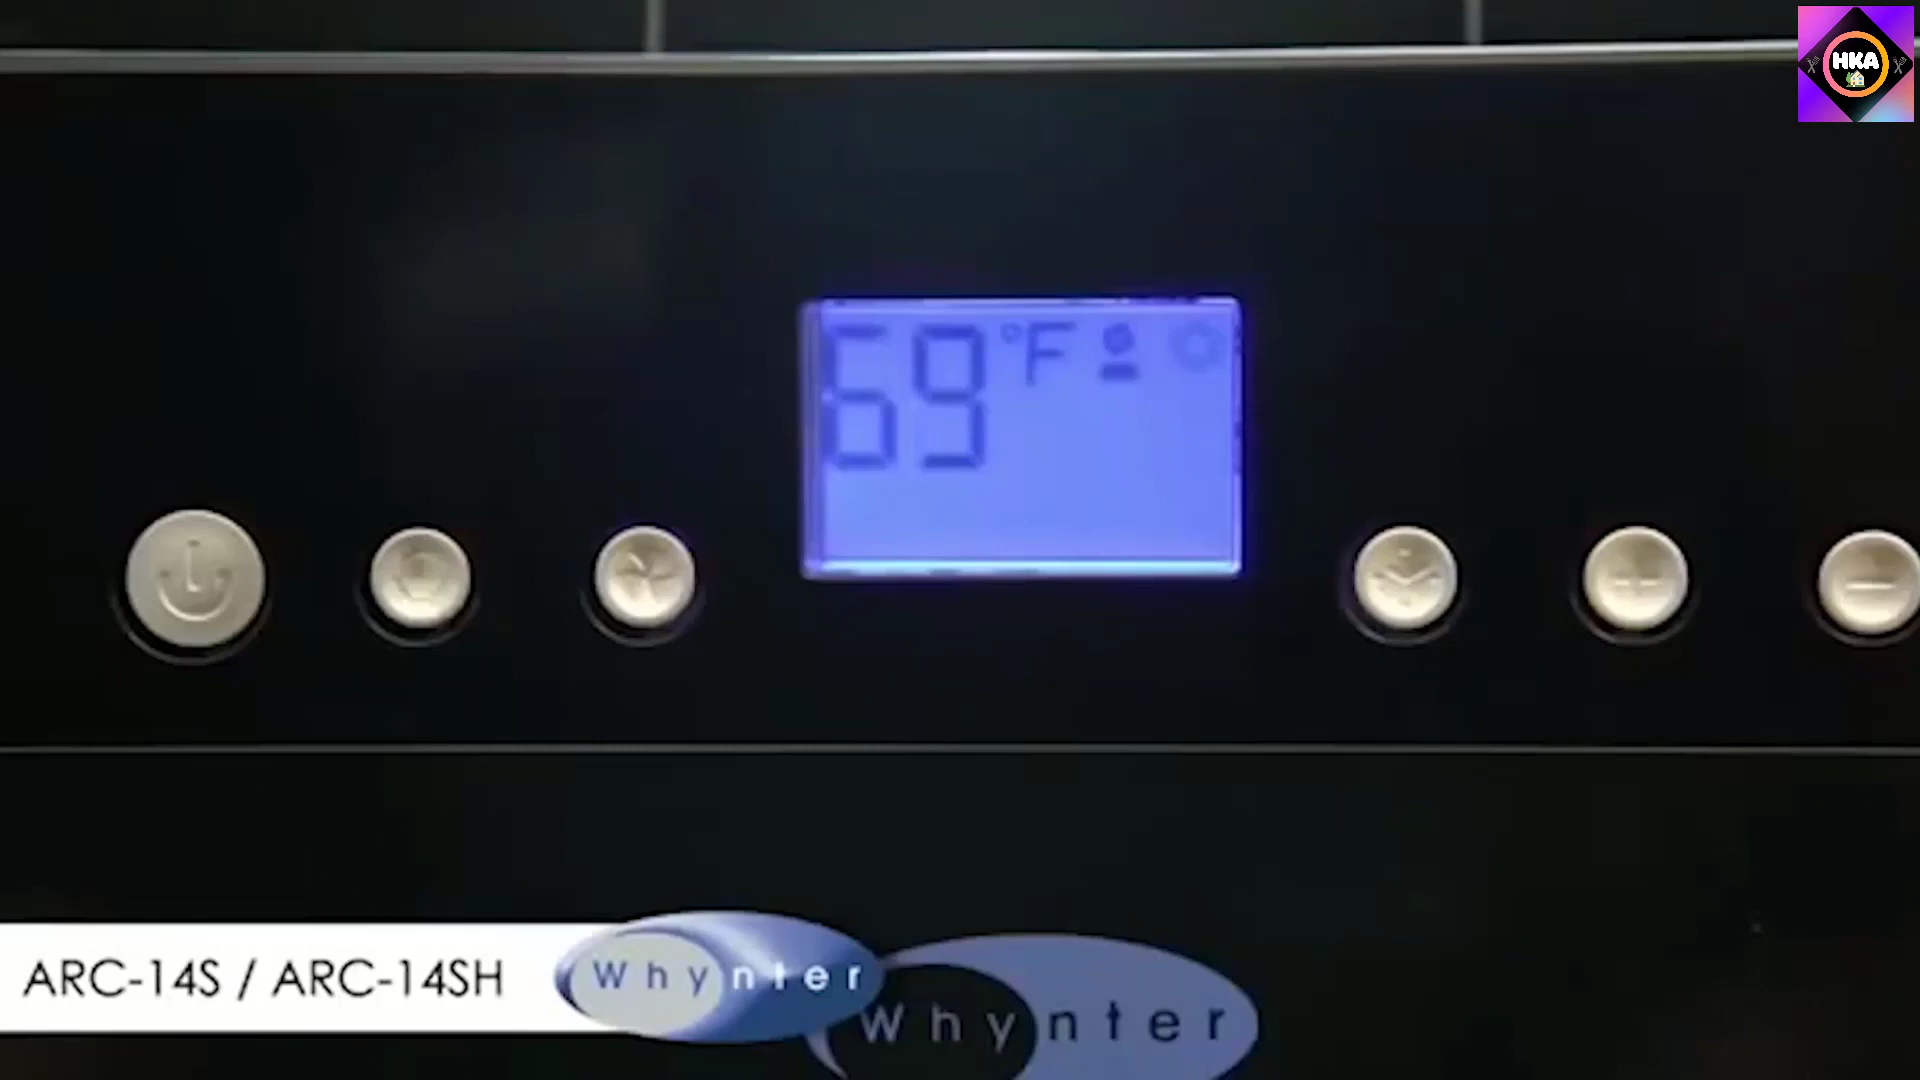 HKA
69 °F
ARC-14S / ARC-14SH
Whynter
Whynter